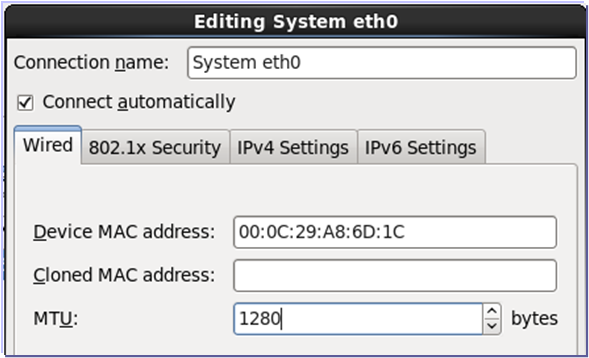 Editing System eth0
Connection name: System eth0
Connect automatically
Wired 802.1x Security IPv4 Settings IPv6 Settings
Device MAC address: 00:0C:29:A8:6D:1C
Cloned MAC address:
MTU: 1280 bytes